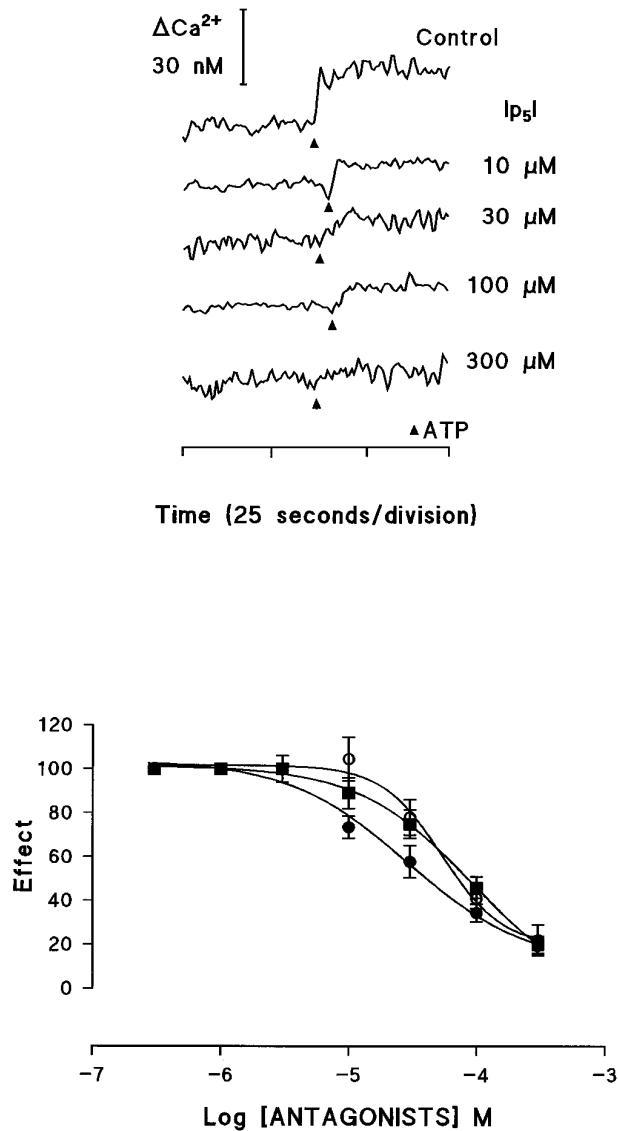 ΔCa²⁺
30 nM
Control
Ip₅I
10 µM
30 µM
100 µM
300 µM
▲ATP
Time (25 seconds/division)
120
100
80
60
40
20
0
Effect
−7 −6 −5 −4 −3
Log [ANTAGONISTS] M